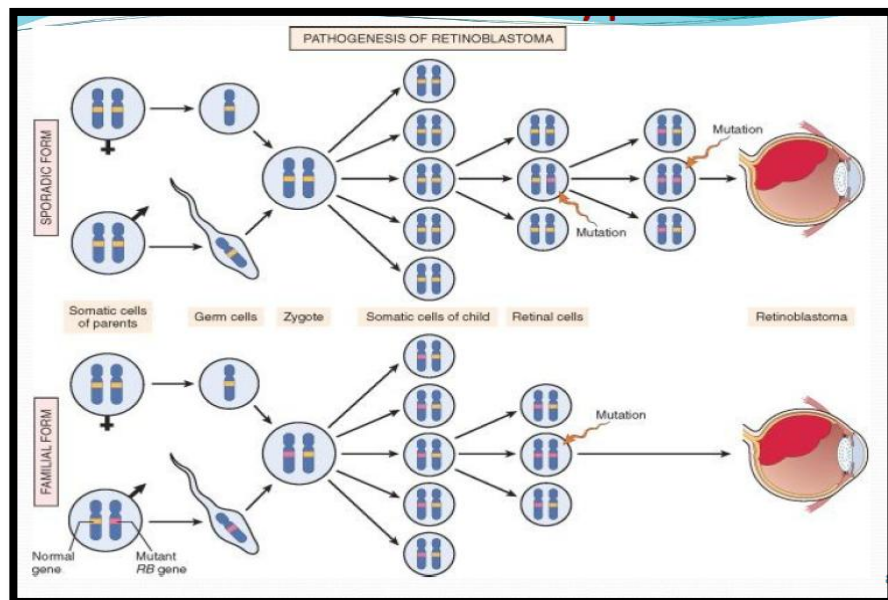 PATHOGENESIS OF RETINOBLASTOMA
SPORADIC FORM
Mutation
Mutation
Somatic cells
of parents
Germ cells
Zygote
Somatic cells of child
Retinal cells
Retinoblastoma
FAMILIAL FORM
Mutation
Normal
gene
Mutant
RB gene